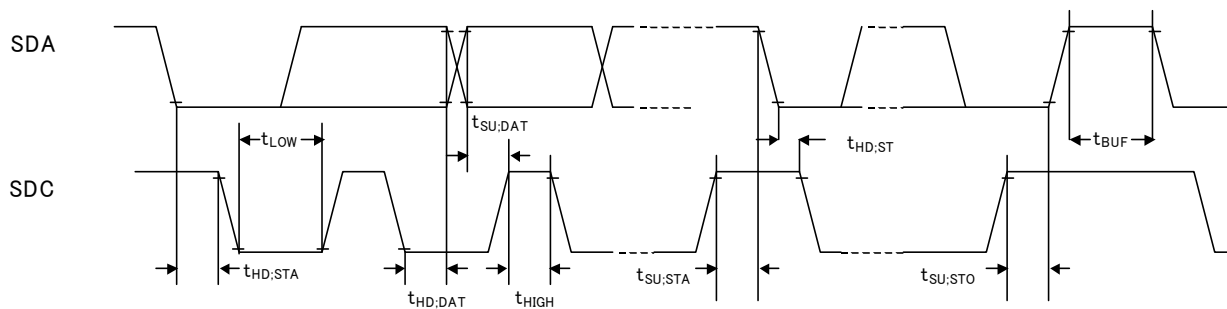 SDA
tSU;DAT
tLOW
tHD;ST
tBUF
SDC
tHD;STA
tHD;DAT
tHIGH
tSU;STA
tSU;STO